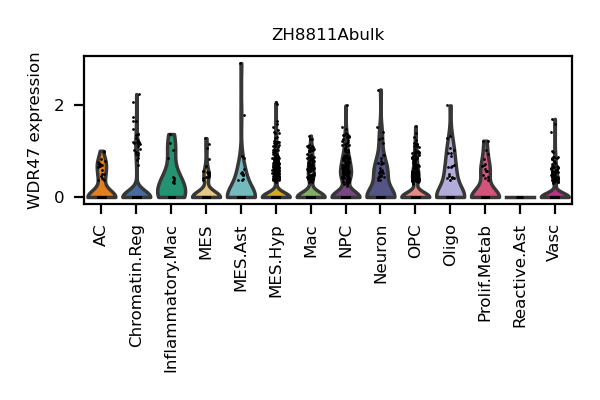 ZH8811Abulk
WDR47 expression
2
0
AC
Chromatin.Reg
Inflammatory.Mac
MES
MES.Ast
MES.Hyp
Mac
NPC
Neuron
OPC
Oligo
Prolif.Metab
Reactive.Ast
Vasc